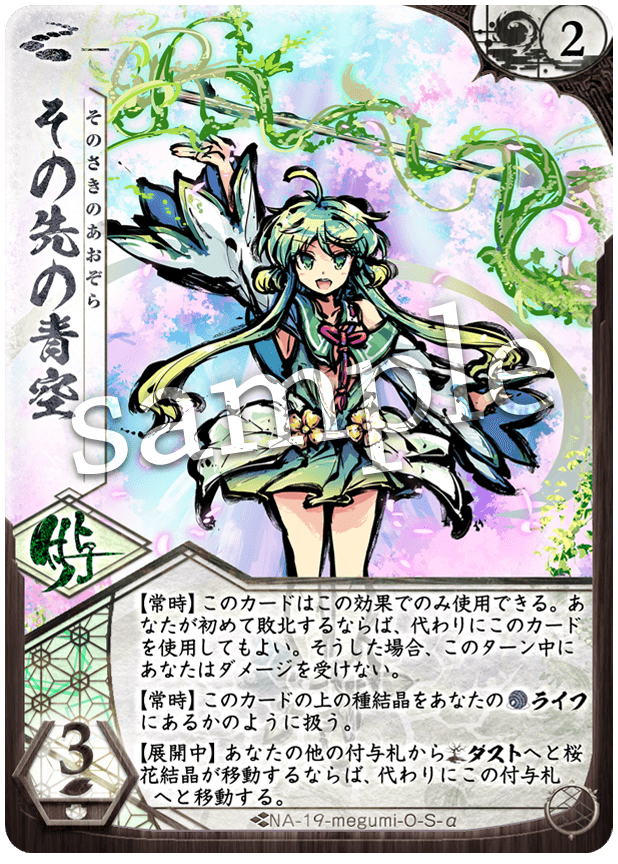 2
その先の青空
そのさきのあおぞら
sample
【常時】このカードはこの効果でのみ使用できる。あ
なたが初めて敗北するならば、代わりにこのカード
を使用してもよい。そうした場合、このターン中に
あなたはダメージを受けない。
【常時】このカードの上の種結晶をあなたのライフ
にあるかのように扱う。
【展開中】あなたの他の付与札からダストへと桜
花結晶が移動するならば、代わりにこの付与札
へと移動する。
3
NA-19-megumi-O-S-α